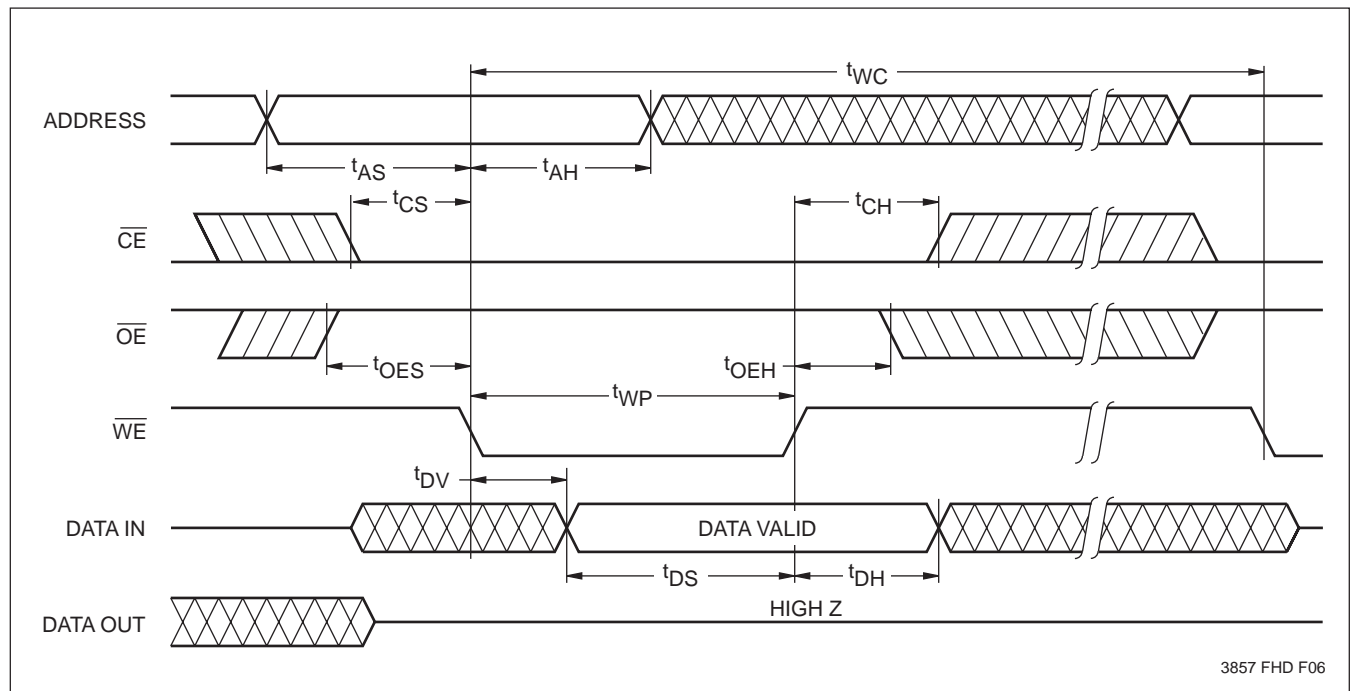 tWC
ADDRESS
tAS
tAH
tCS
tCH
CE
OE
tOES
tOEH
tWP
WE
tDV
DATA IN
DATA VALID
tDS
tDH
HIGH Z
DATA OUT
3857 FHD F06